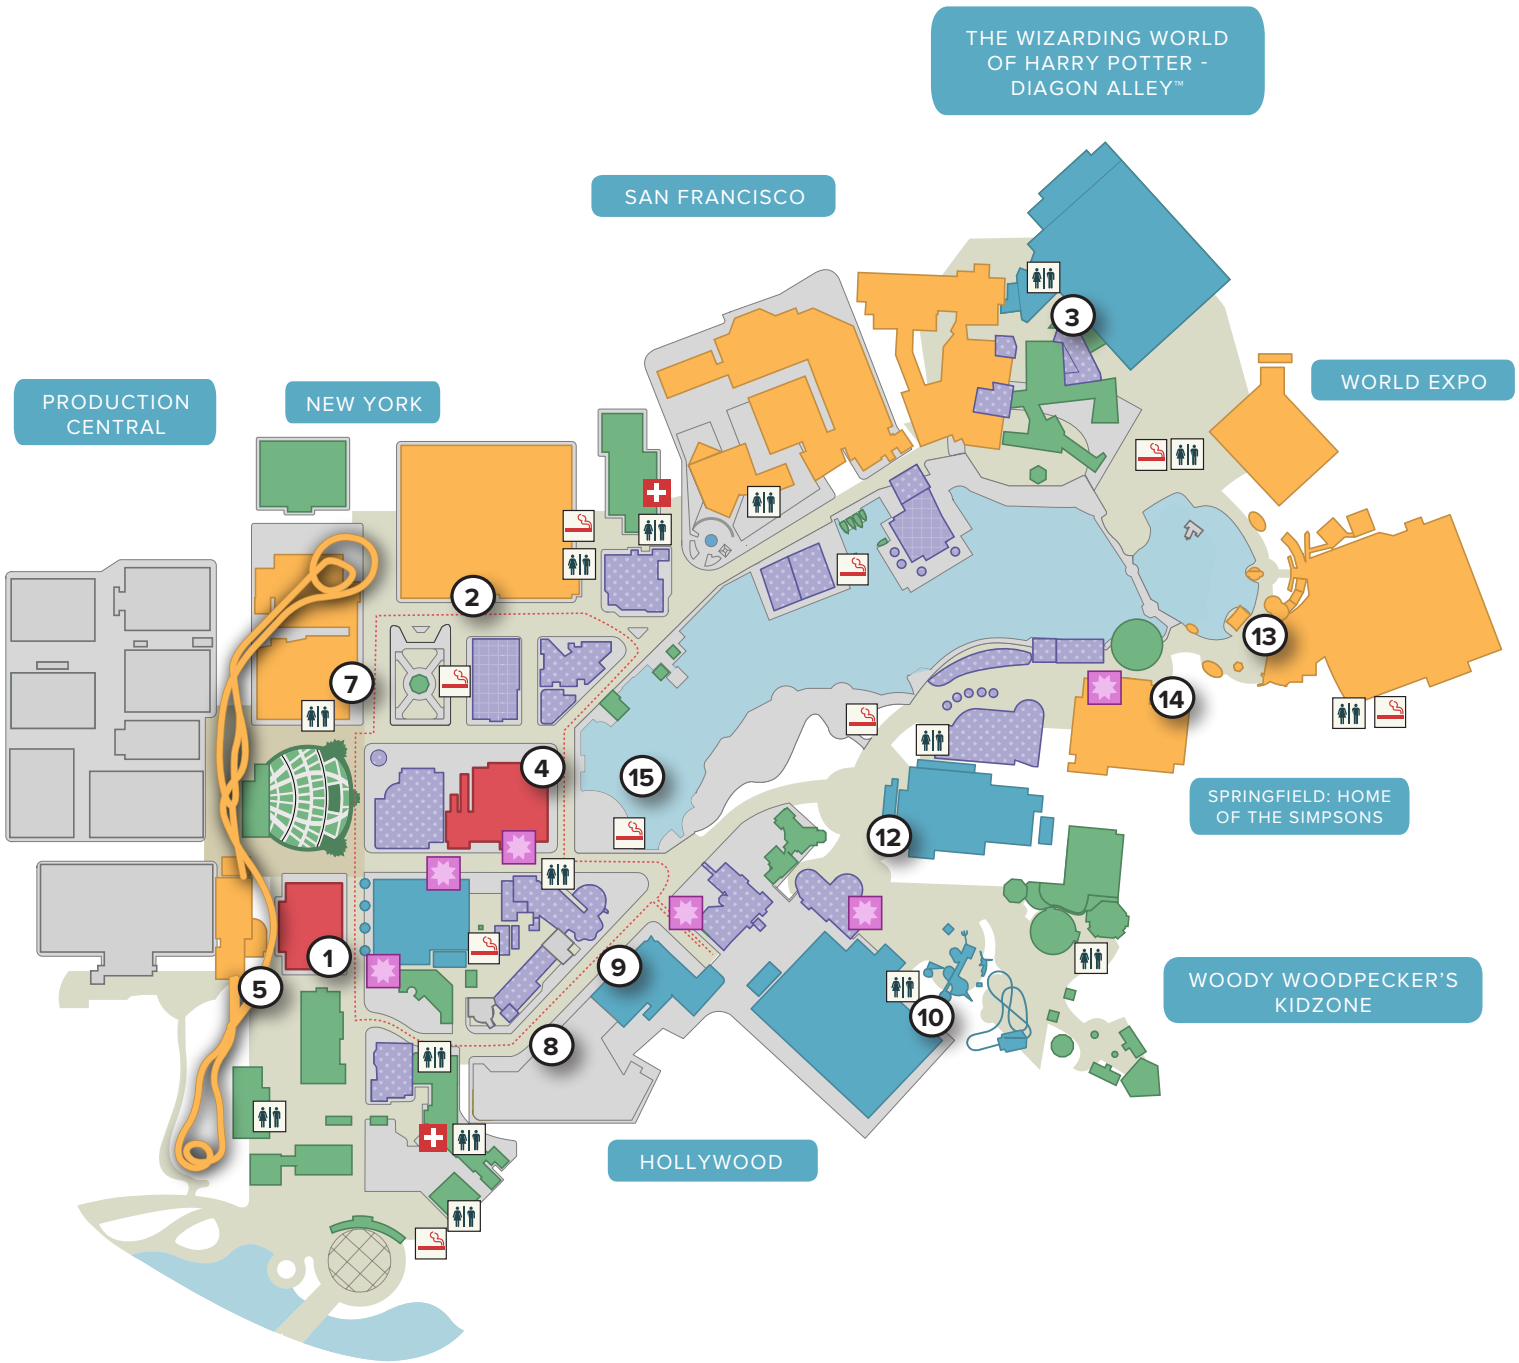 THE WIZARDING WORLD
OF HARRY POTTER -
DIAGON ALLEY™
SAN FRANCISCO
3
WORLD EXPO
PRODUCTION
CENTRAL
NEW YORK
2
13
7
14
4
15
SPRINGFIELD: HOME
OF THE SIMPSONS
12
1
5
9
10
WOODY WOODPECKER'S
KIDZONE
8
HOLLYWOOD